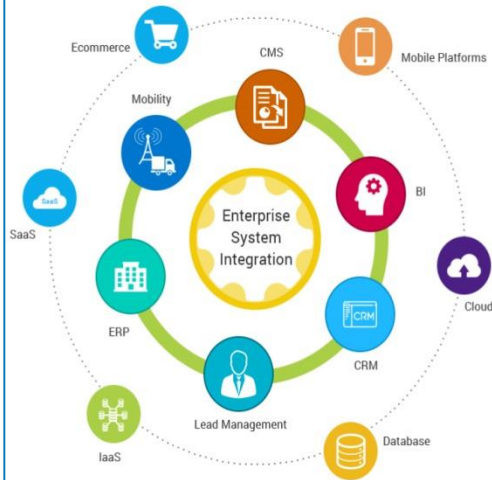 Ecommerce
CMS
Mobile Platforms
Mobility
SaaS
BI
Enterprise
System
Integration
SaaS
Cloud
CRM
ERP
CRM
Lead Management
Database
IaaS